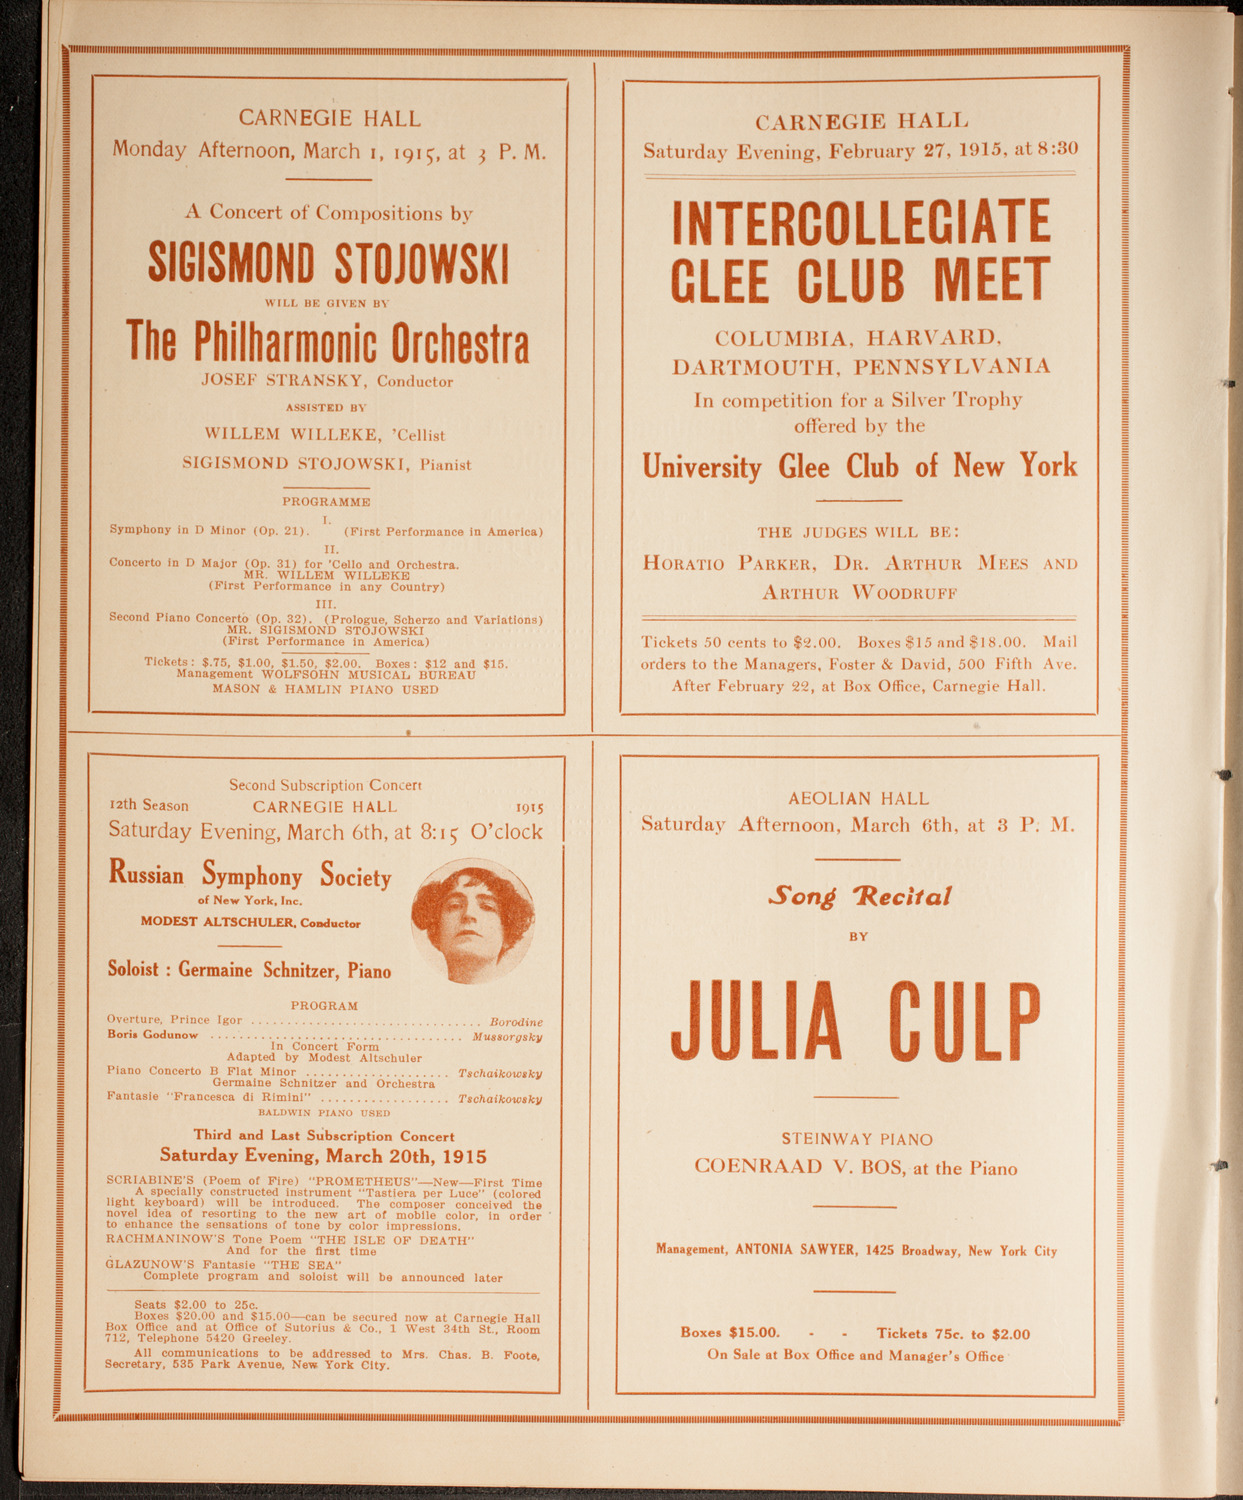 CARNEGIE HALL
Monday Afternoon, March 1, 1915, at 3 P. M.
A Concert of Compositions by
SIGISMOND STOJOWSKI
WILL BE GIVEN BY
The Philharmonic Orchestra
JOSEF STRANSKY, Conductor
ASSISTED BY
WILLEM WILLEKE, 'Cellist
SIGISMOND STOJOWSKI, Pianist
PROGRAMME
I.
Symphony in D Minor (Op. 21). (First Performance in America)
II.
Concerto in D Major (Op. 31) for 'Cello and Orchestra.
MR. WILLEM WILLEKE
(First Performance in any Country)
III.
Second Piano Concerto (Op. 32). (Prologue, Scherzo and Variations)
MR. SIGISMOND STOJOWSKI
(First Performance in America)
Tickets: $.75, $1.00, $1.50, $2.00. Boxes: $12 and $15.
Management WOLFSOHN MUSICAL BUREAU
MASON & HAMLIN PIANO USED
CARNEGIE HALL
Saturday Evening, February 27, 1915, at 8:30
INTERCOLLEGIATE
GLEE CLUB MEET
COLUMBIA, HARVARD,
DARTMOUTH, PENNSYLVANIA
In competition for a Silver Trophy
offered by the
University Glee Club of New York
THE JUDGES WILL BE:
HORATIO PARKER, DR. ARTHUR MEES AND
ARTHUR WOODRUFF
Tickets 50 cents to $2.00. Boxes $15 and $18.00. Mail
orders to the Managers, Foster & David, 500 Fifth Ave.
After February 22, at Box Office, Carnegie Hall.
Second Subscription Concert
12th Season CARNEGIE HALL 1915
Saturday Evening, March 6th, at 8:15 O'clock
Russian Symphony Society
of New York, Inc.
MODEST ALTSCHULER, Conductor
Soloist : Germaine Schnitzer, Piano
PROGRAM
Overture, Prince Igor ................................ Borodine
Boris Godunow ................................... Mussorgsky
In Concert Form
Adapted by Modest Altschuler
Piano Concerto B Flat Minor .................... Tschaikowsky
Germaine Schnitzer and Orchestra
Fantasie "Francesca di Rimini" .................. Tschaikowsky
BALDWIN PIANO USED
Third and Last Subscription Concert
Saturday Evening, March 20th, 1915
SCRIABINE'S (Poem of Fire) "PROMETHEUS"—New—First Time
A specially constructed instrument "Tastiera per Luce" (colored
light keyboard) will be introduced. The composer conceived the
novel idea of resorting to the new art of mobile color, in order
to enhance the sensations of tone by color impressions.
RACHMANINOW'S Tone Poem "THE ISLE OF DEATH"
And for the first time
GLAZUNOW'S Fantasie "THE SEA"
Complete program and soloist will be announced later
Seats $2.00 to 25c.
Boxes $20.00 and $15.00—can be secured now at Carnegie Hall
Box Office and at Office of Sutorius & Co., 1 West 34th St., Room
712, Telephone 5420 Greeley.
All communications to be addressed to Mrs. Chas. B. Foote,
Secretary, 535 Park Avenue, New York City.
AEOLIAN HALL
Saturday Afternoon, March 6th, at 3 P. M.
Song Recital
BY
JULIA CULP
STEINWAY PIANO
COENRAAD V. BOS, at the Piano
Management, ANTONIA SAWYER, 1425 Broadway, New York City
Boxes $15.00. - - Tickets 75c. to $2.00
On Sale at Box Office and Manager's Office